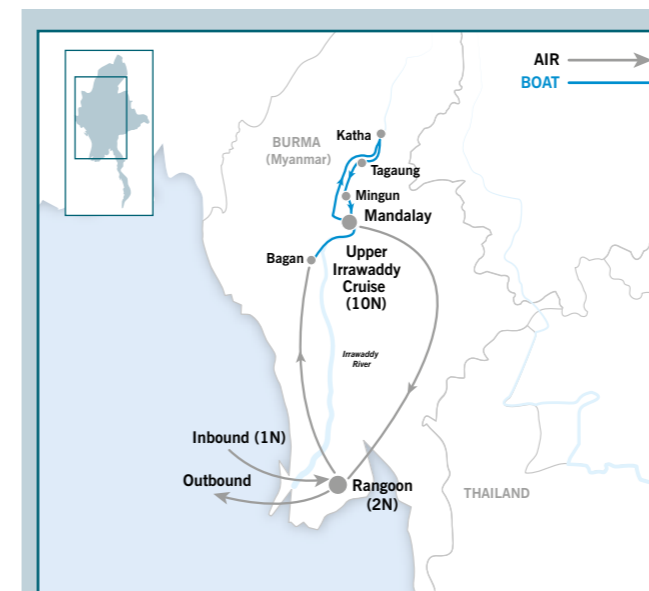 AIR
BOAT
BURMA
(Myanmar)
Katha
Tagaung
Mingun
Mandalay
Bagan
Upper
Irrawaddy
Cruise
(10N)
Irrawaddy
River
Inbound (1N)
Outbound
Rangoon
(2N)
THAILAND